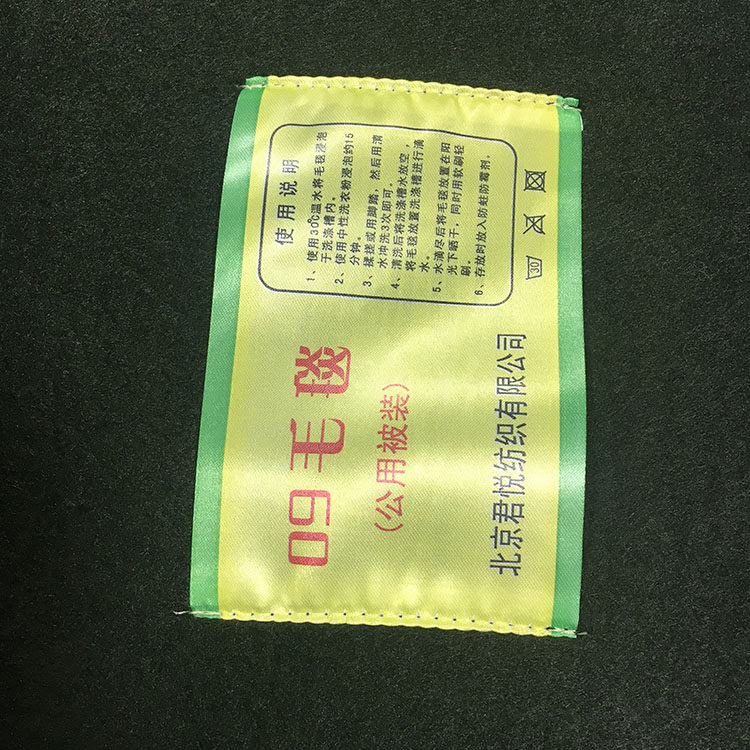 09毛毯
(公用被装)
北京君悦纺织有限公司
使用说明
1、使用30℃温水将毛毯浸泡
于洗涤槽内。
2、使用中性洗衣粉浸泡约15
分钟。
3、揉搓或用脚踏，然后用清
水冲洗3次即可。
4、清洗后将洗涤槽水放空，
将毛毯放置洗涤槽进行滴
水。
5、水滴尽后将毛毯放置在阳
光下晒干，同时用软刷轻
刷。
6、存放时放入防蛀防霉剂。
30